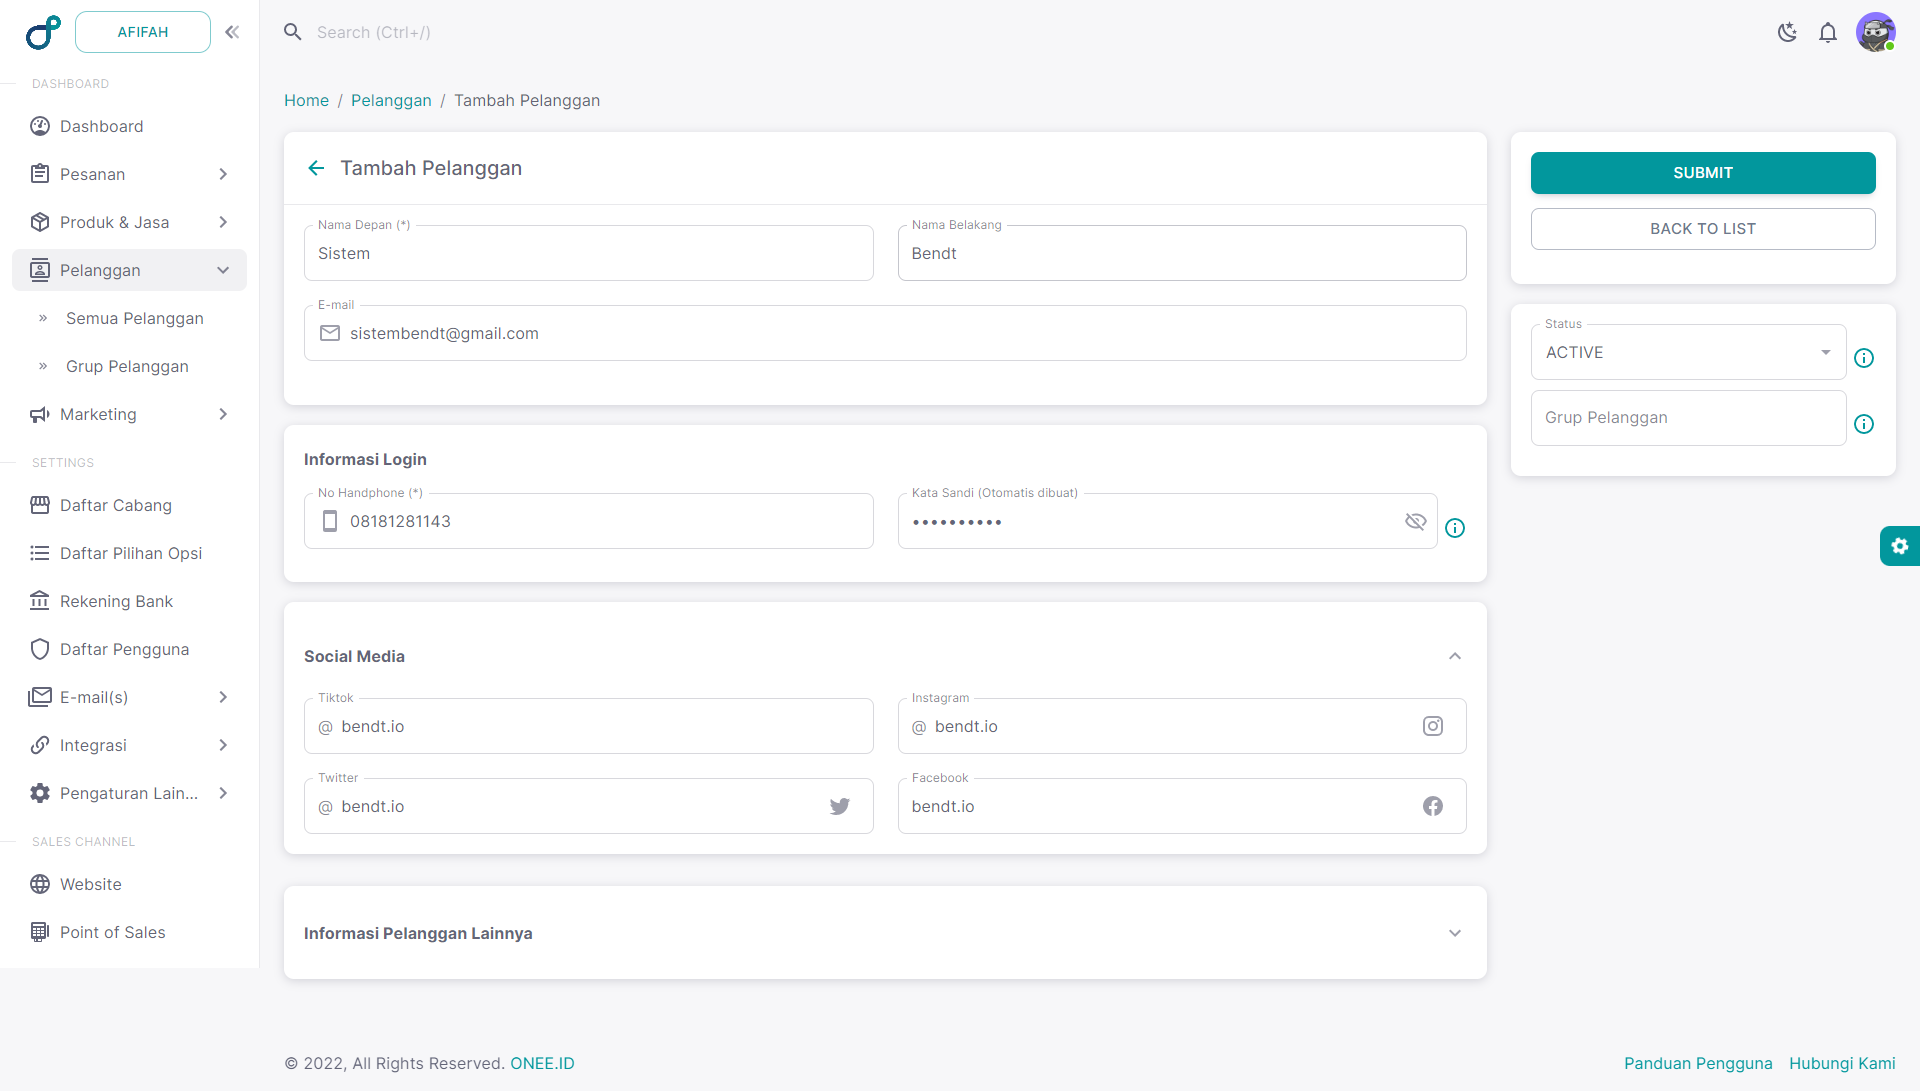 AFIFAH
Search (Ctrl+/)
DASHBOARD
Dashboard
Pesanan
Produk & Jasa
Pelanggan
» Semua Pelanggan
» Grup Pelanggan
Marketing
SETTINGS
Daftar Cabang
Daftar Pilihan Opsi
Rekening Bank
Daftar Pengguna
E-mail(s)
Integrasi
Pengaturan Lain...
SALES CHANNEL
Website
Point of Sales
Home / Pelanggan / Tambah Pelanggan
Tambah Pelanggan
Nama Depan (*)
Sistem
Nama Belakang
Bendt
E-mail
sistembendt@gmail.com
Informasi Login
No Handphone (*)
08181281143
Kata Sandi (Otomatis dibuat)
••••••••••
Social Media
Tiktok
@ bendt.io
Instagram
@ bendt.io
Twitter
@ bendt.io
Facebook
bendt.io
Informasi Pelanggan Lainnya
SUBMIT
BACK TO LIST
Status
ACTIVE
Grup Pelanggan
© 2022, All Rights Reserved. ONEE.ID
Panduan Pengguna Hubungi Kami